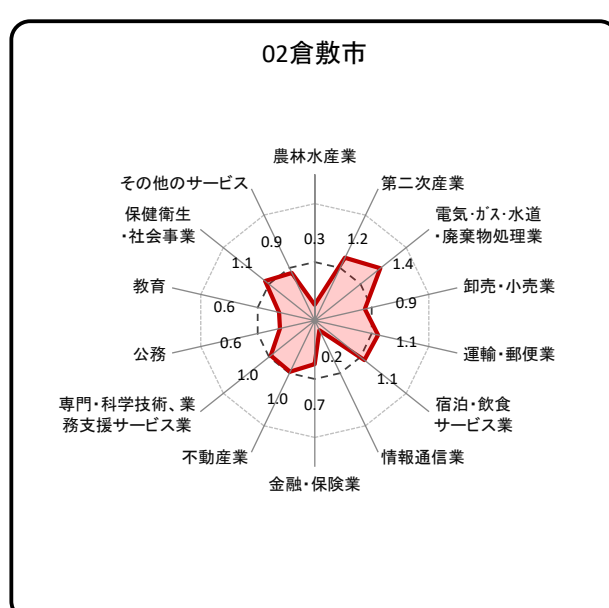 02倉敷市
農林水産業
その他のサービス
第二次産業
保健衛生
・社会事業
電気・ガス・水道
・廃棄物処理業
0.3
0.9
1.2
1.1
1.4
教育
0.6
0.9
卸売・小売業
公務
0.6
1.1
運輸・郵便業
1.0
0.2
1.1
専門・科学技術、業
務支援サービス業
1.0
0.7
宿泊・飲食
サービス業
不動産業
情報通信業
金融・保険業